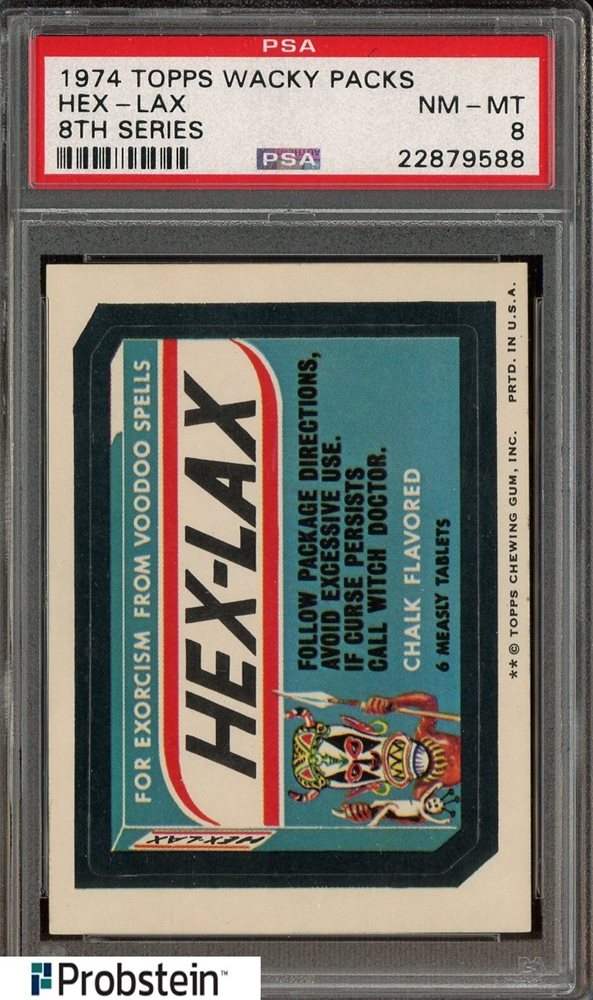 PSA
1974 TOPPS WACKY PACKS
HEX-LAX NM-MT
8TH SERIES 8
PSA 22879588
FOR EXORCISM FROM VOODOO SPELLS
HEX-LAX
HEX-LAX
FOLLOW PACKAGE DIRECTIONS,
AVOID EXCESSIVE USE.
IF CURSE PERSISTS
CALL WITCH DOCTOR.
CHALK FLAVORED
6 MEASLY TABLETS
** © TOPPS CHEWING GUM, INC. PRTD. IN U.S.A.
Probstein™